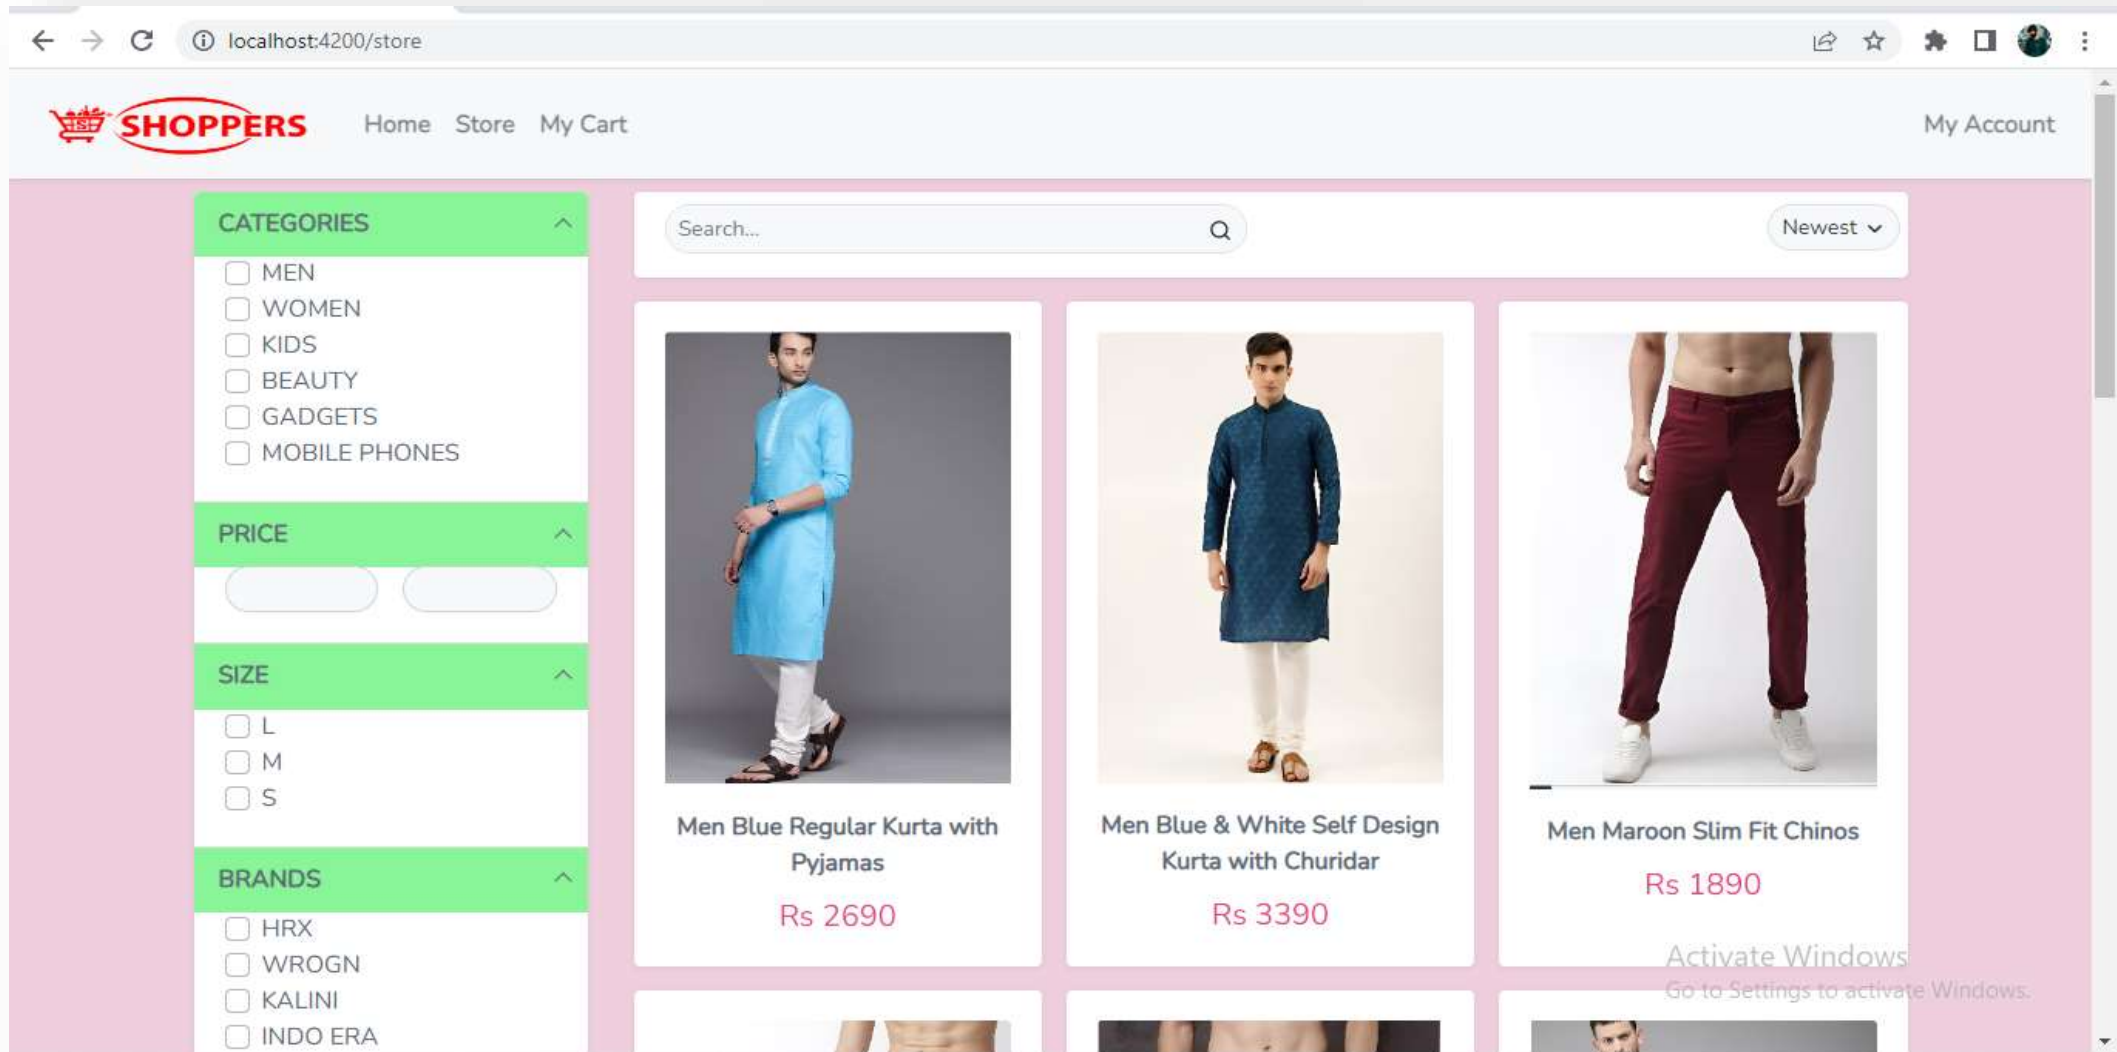 localhost:4200/store
SHOPPERS
Home Store My Cart
My Account
CATEGORIES
MEN
WOMEN
KIDS
BEAUTY
GADGETS
MOBILE PHONES
PRICE
SIZE
L
M
S
BRANDS
HRX
WROGN
KALINI
INDO ERA
Search...
Newest
Men Blue Regular Kurta with
Pyjamas
Rs 2690
Men Blue & White Self Design
Kurta with Churidar
Rs 3390
Men Maroon Slim Fit Chinos
Rs 1890
Activate Windows
Go to Settings to activate Windows.